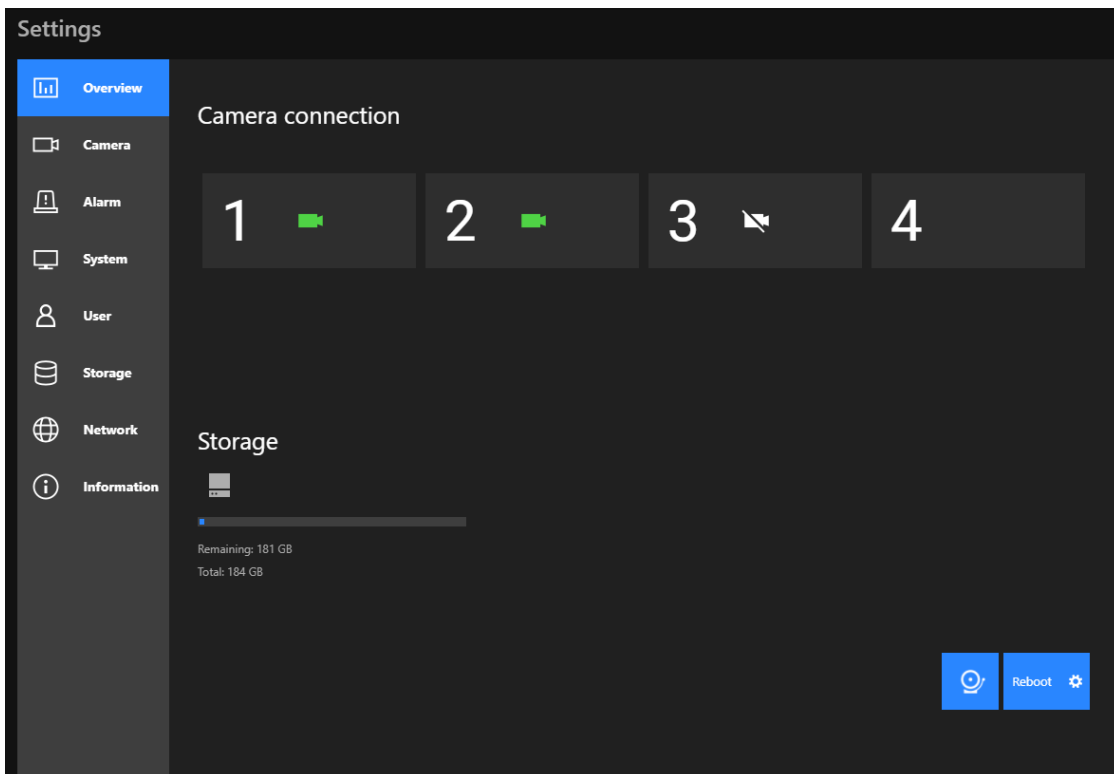 Settings
Overview
Camera
Alarm
System
User
Storage
Network
Information
Camera connection
1
2
3
4
Storage
Remaining: 181 GB
Total: 184 GB
Reboot